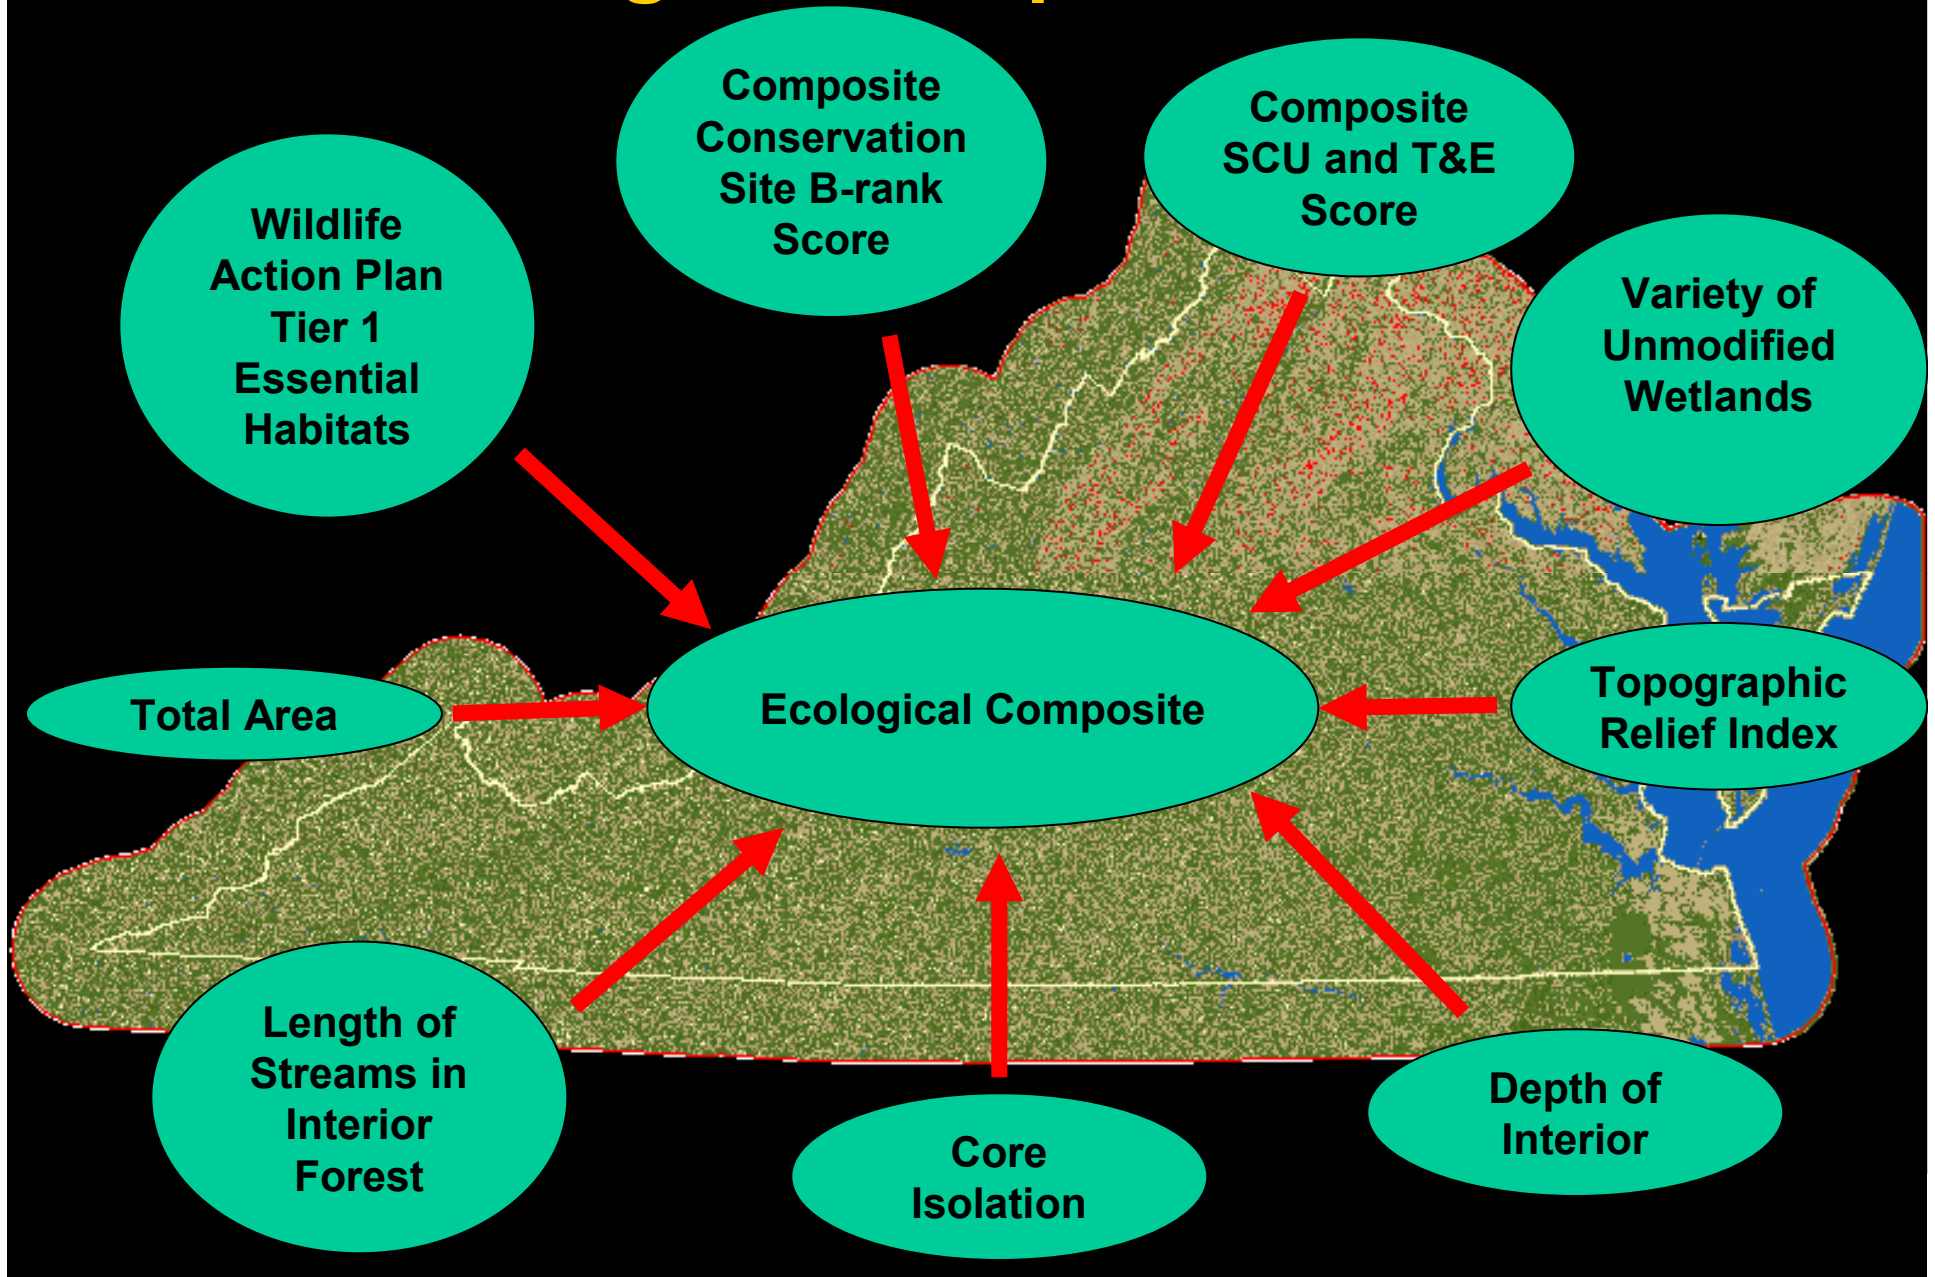 Composite
Conservation
Site B-rank
Score
Composite
SCU and T&E
Score
Wildlife
Action Plan
Tier 1
Essential
Habitats
Variety of
Unmodified
Wetlands
Total Area
Ecological Composite
Topographic
Relief Index
Length of
Streams in
Interior
Forest
Core
Isolation
Depth of
Interior